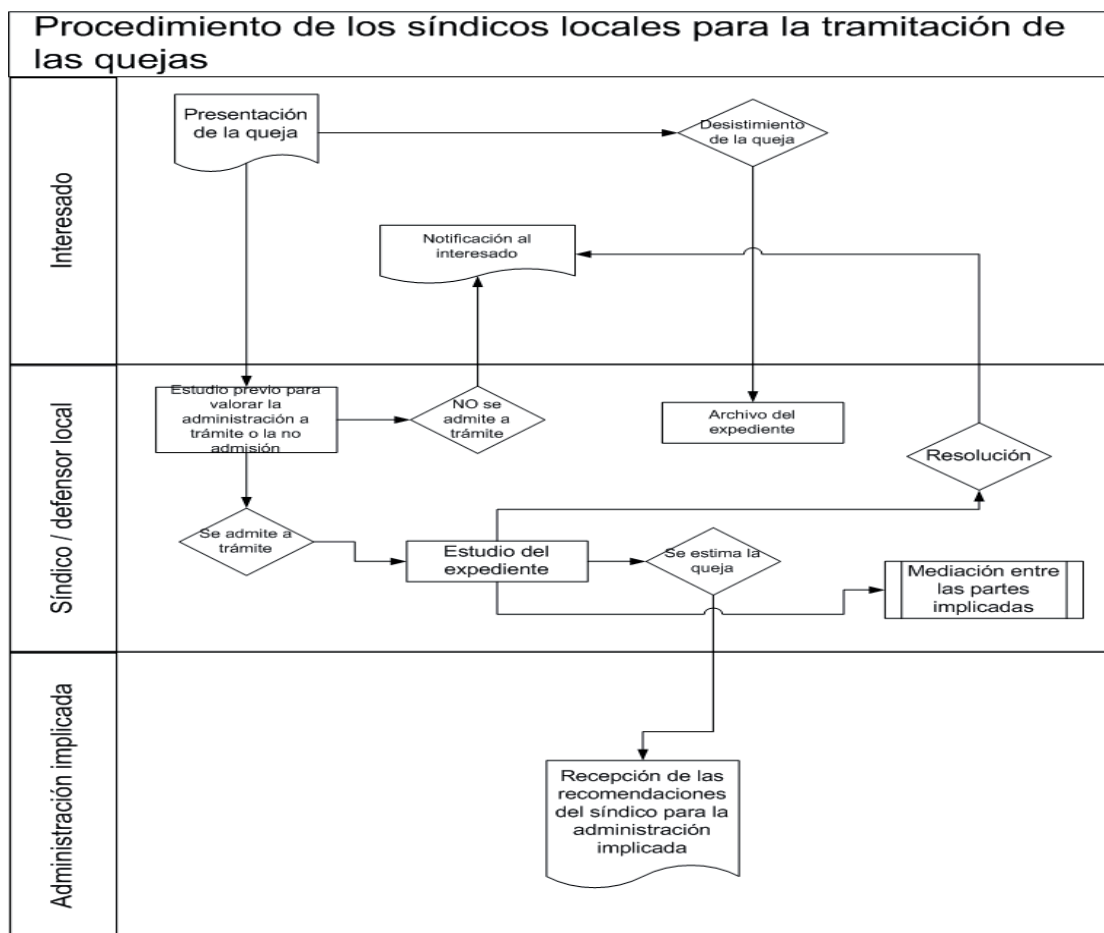 Procedimiento de los síndicos locales para la tramitación de
las quejas
Interesado
Presentación
de la queja
Desistimiento
de la queja
Notificación al
interesado
Síndico / defensor local
Estudio previo para
valorar la
administración a
trámite o la no
admisión
NO se
admite a
trámite
Archivo del
expediente
Resolución
Se admite a
trámite
Estudio del
expediente
Se estima la
queja
Mediación entre
las partes
implicadas
Administración implicada
Recepción de las
recomendaciones
del síndico para la
administración
implicada